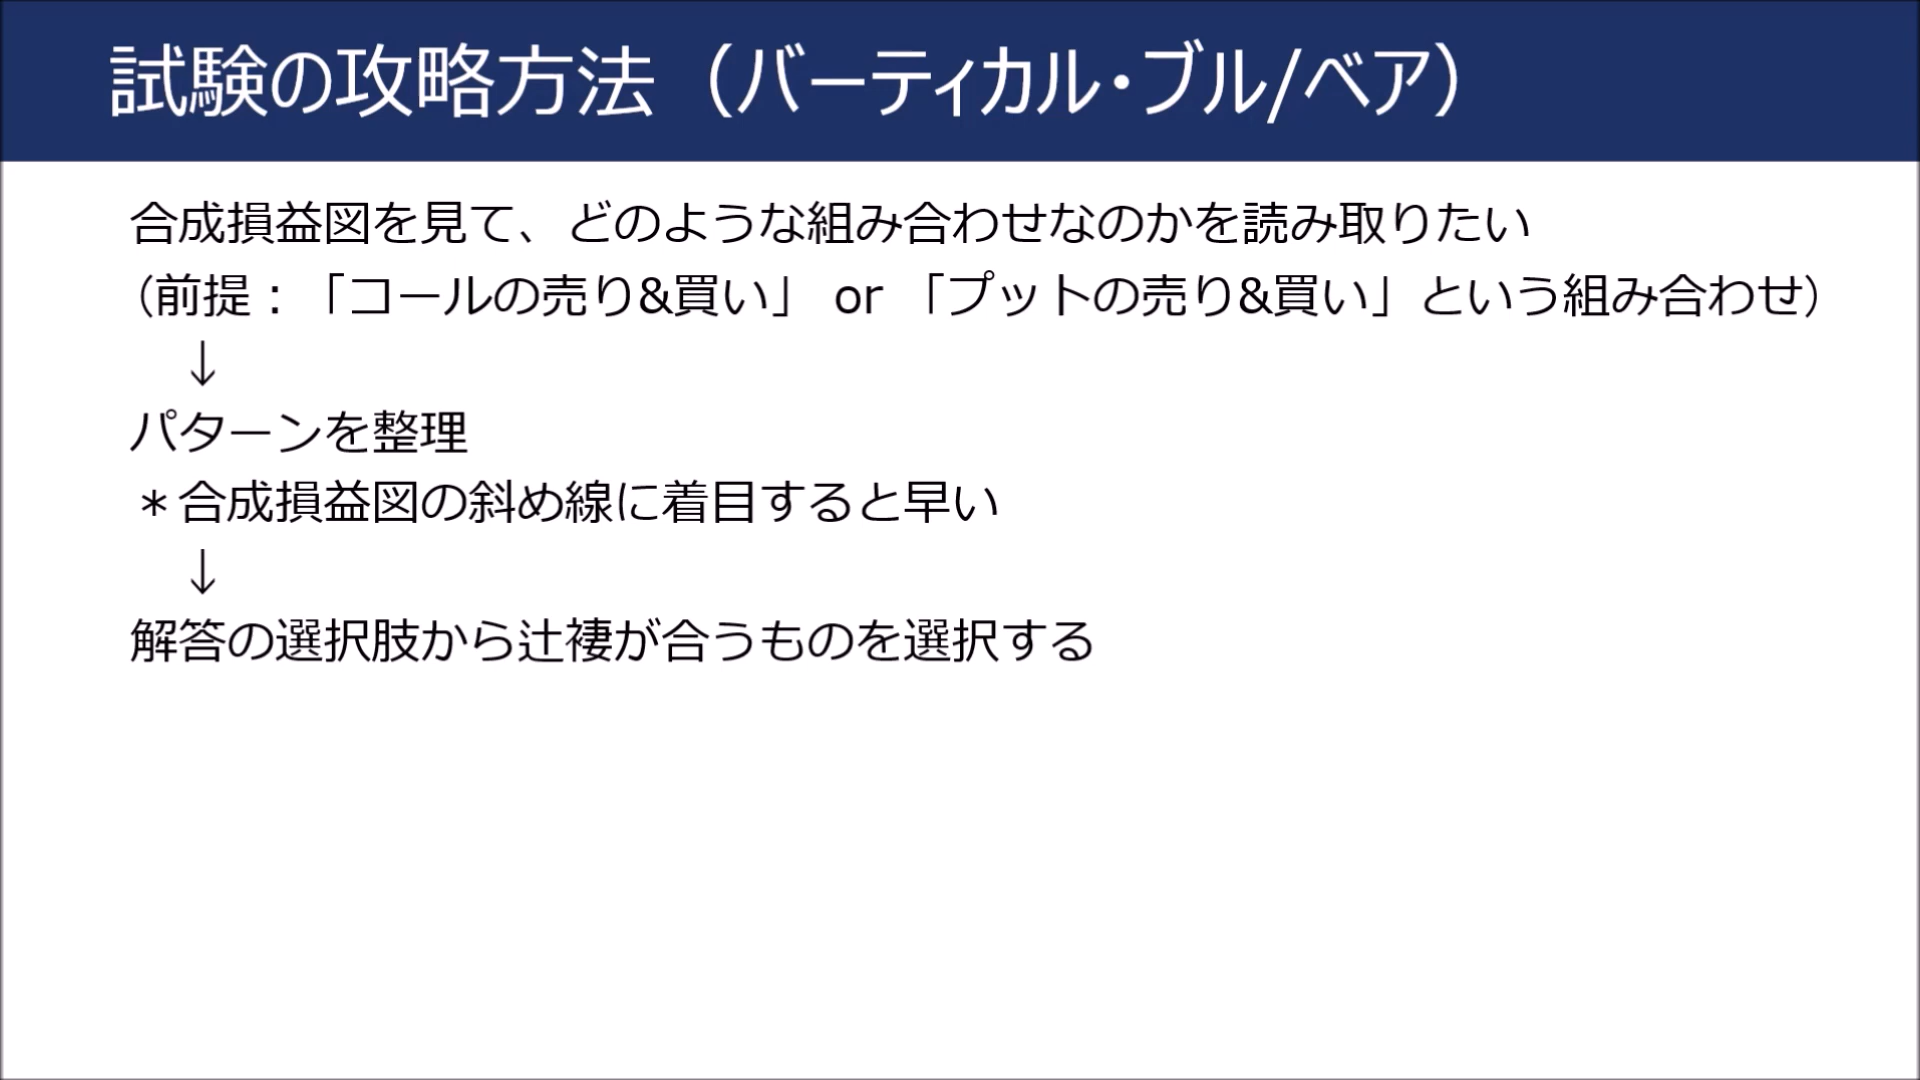 試験の攻略方法（バーティカル・ブル/ベア）
合成損益図を見て、どのような組み合わせなのかを読み取りたい
（前提：「コールの売り&買い」 or 「プットの売り&買い」という組み合わせ）
↓
パターンを整理
＊合成損益図の斜め線に着目すると早い
↓
解答の選択肢から辻褄が合うものを選択する